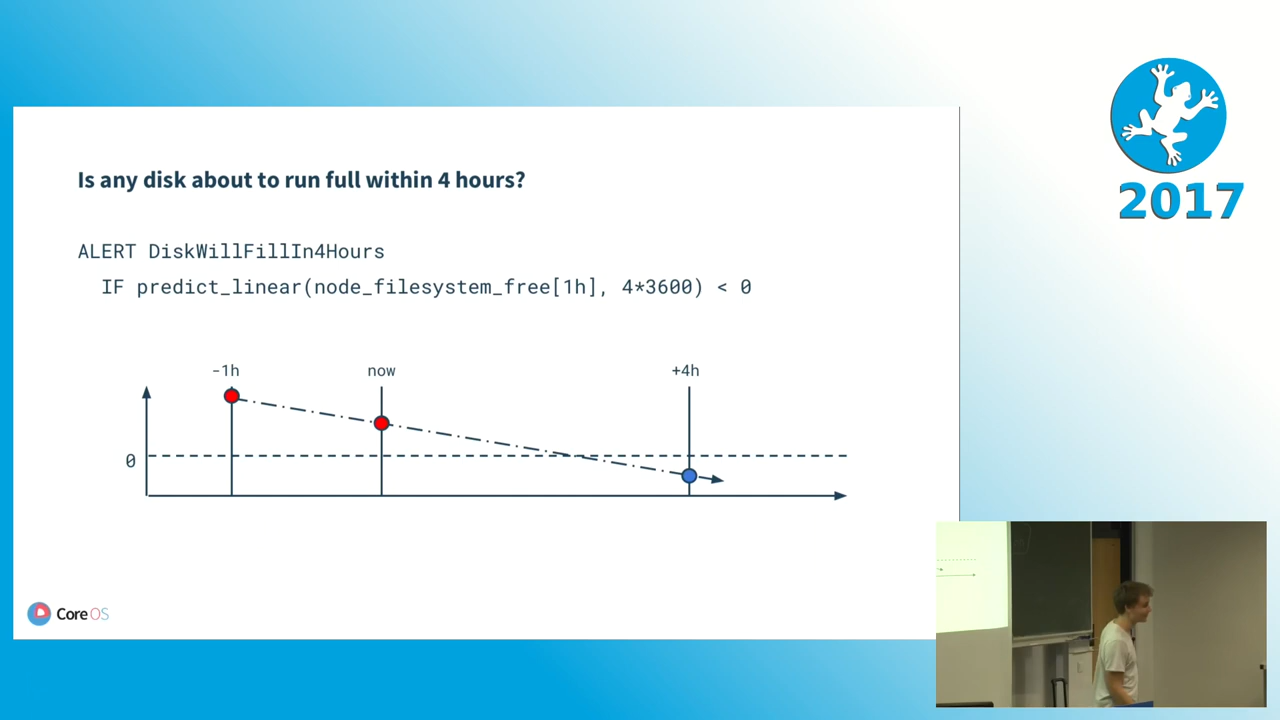 Is any disk about to run full within 4 hours?
ALERT DiskWillFillIn4Hours
IF predict_linear(node_filesystem_free[1h], 4*3600) < 0
-1h now +4h
0
CoreOS
2017